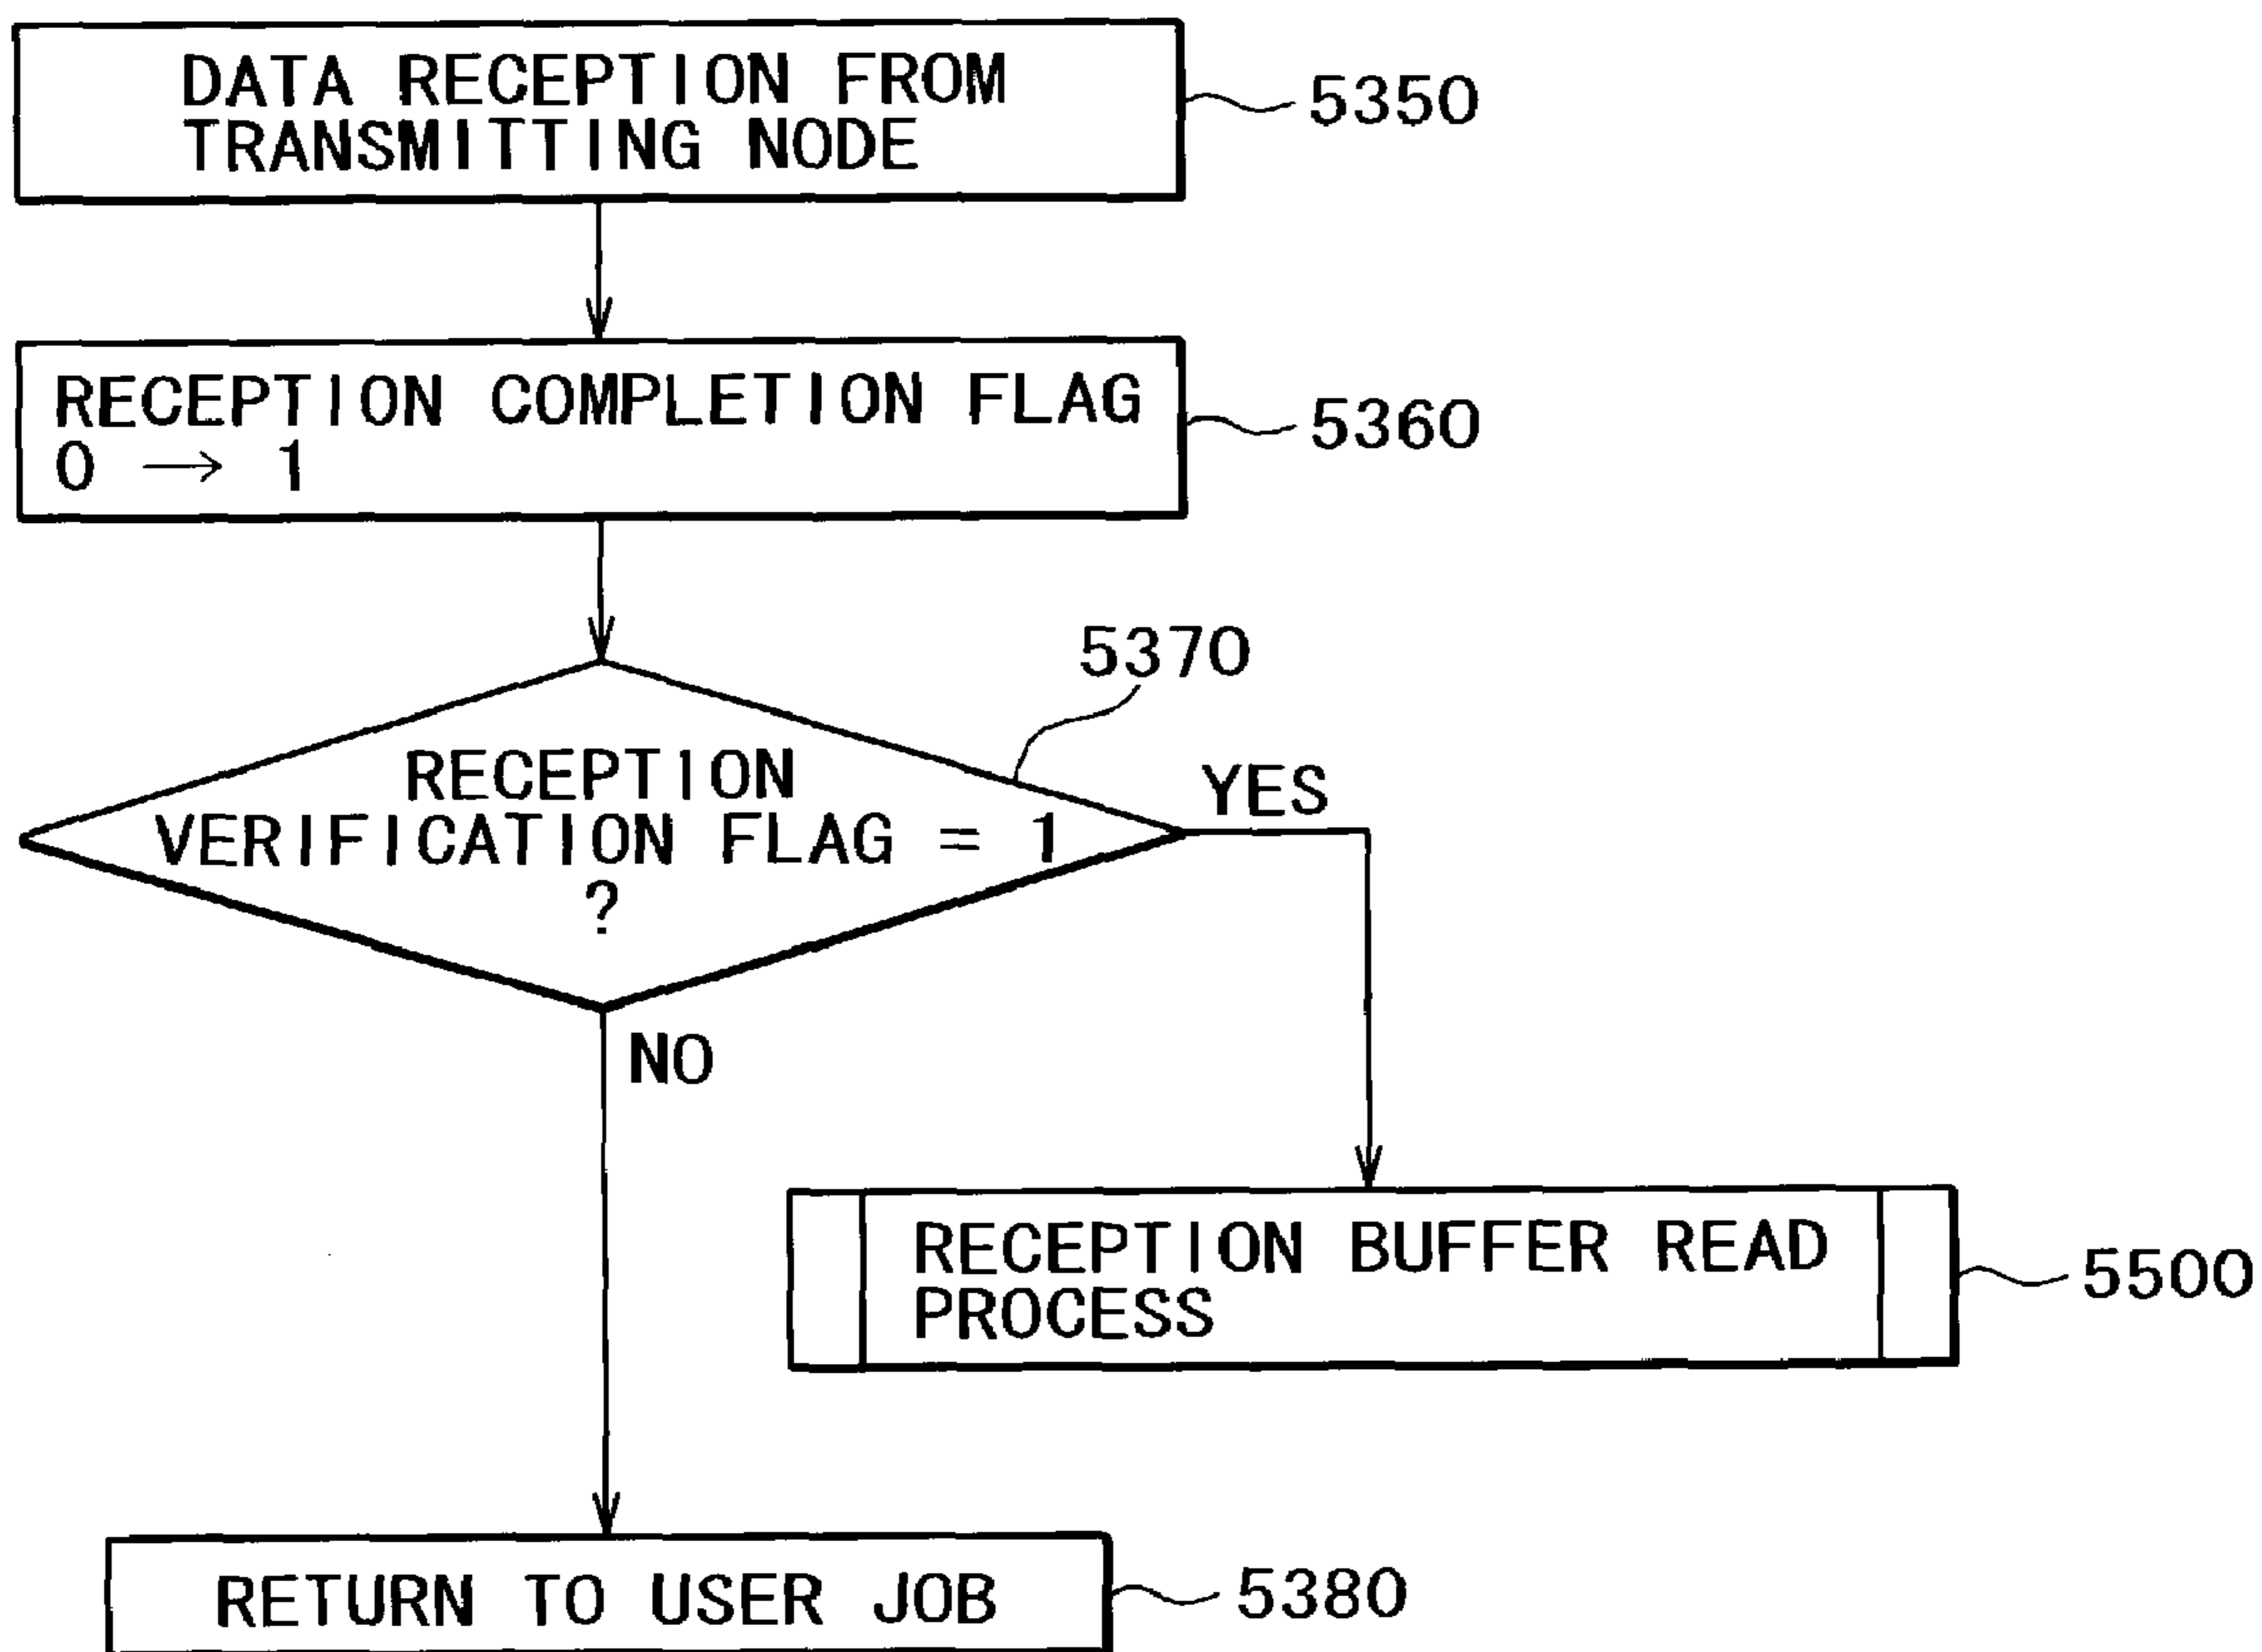 DATA RECEPTION FROM
TRANSMITTING NODE
5350
RECEPTION COMPLETION FLAG
0 → 1
5360
5370
RECEPTION
VERIFICATION FLAG = 1
?
YES
NO
RECEPTION BUFFER READ
PROCESS
5500
RETURN TO USER JOB
5380